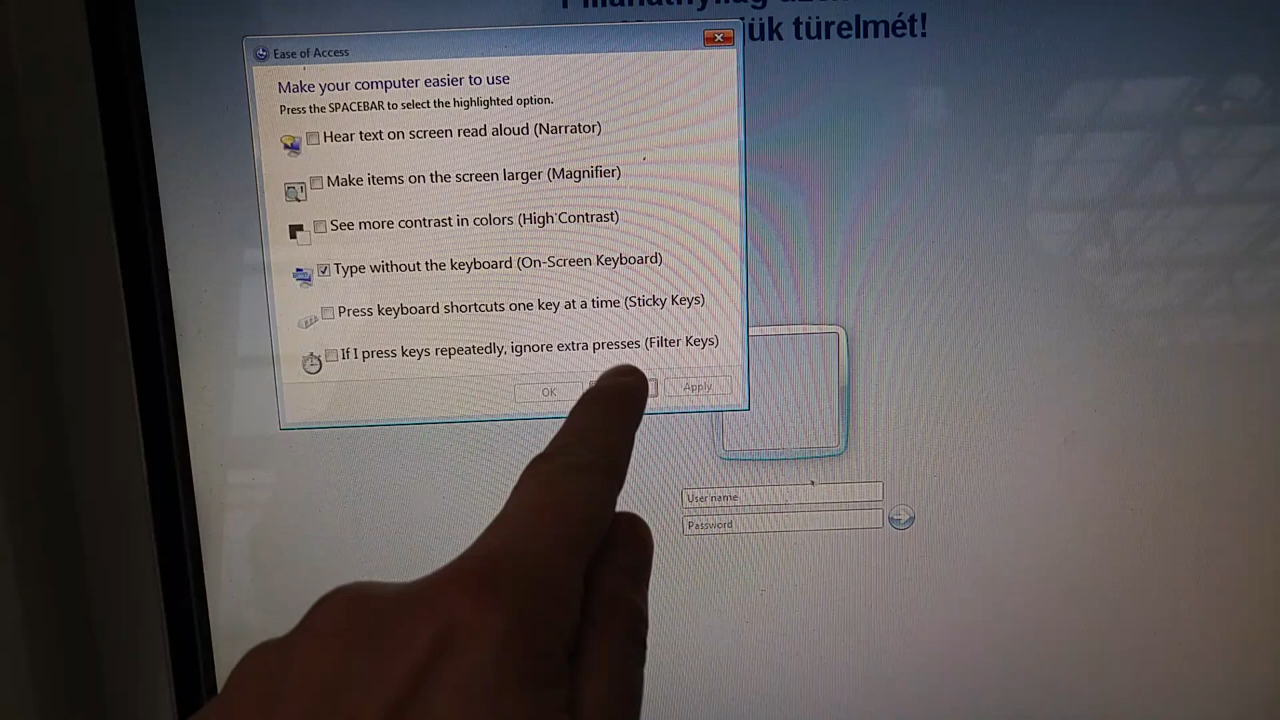 türelmét!
Ease of Access
Make your computer easier to use
Press the SPACEBAR to select the highlighted option.
Hear text on screen read aloud (Narrator)
Make items on the screen larger (Magnifier)
See more contrast in colors (High Contrast)
Type without the keyboard (On-Screen Keyboard)
Press keyboard shortcuts one key at a time (Sticky Keys)
If I press keys repeatedly, ignore extra presses (Filter Keys)
OK Apply
User name
Password